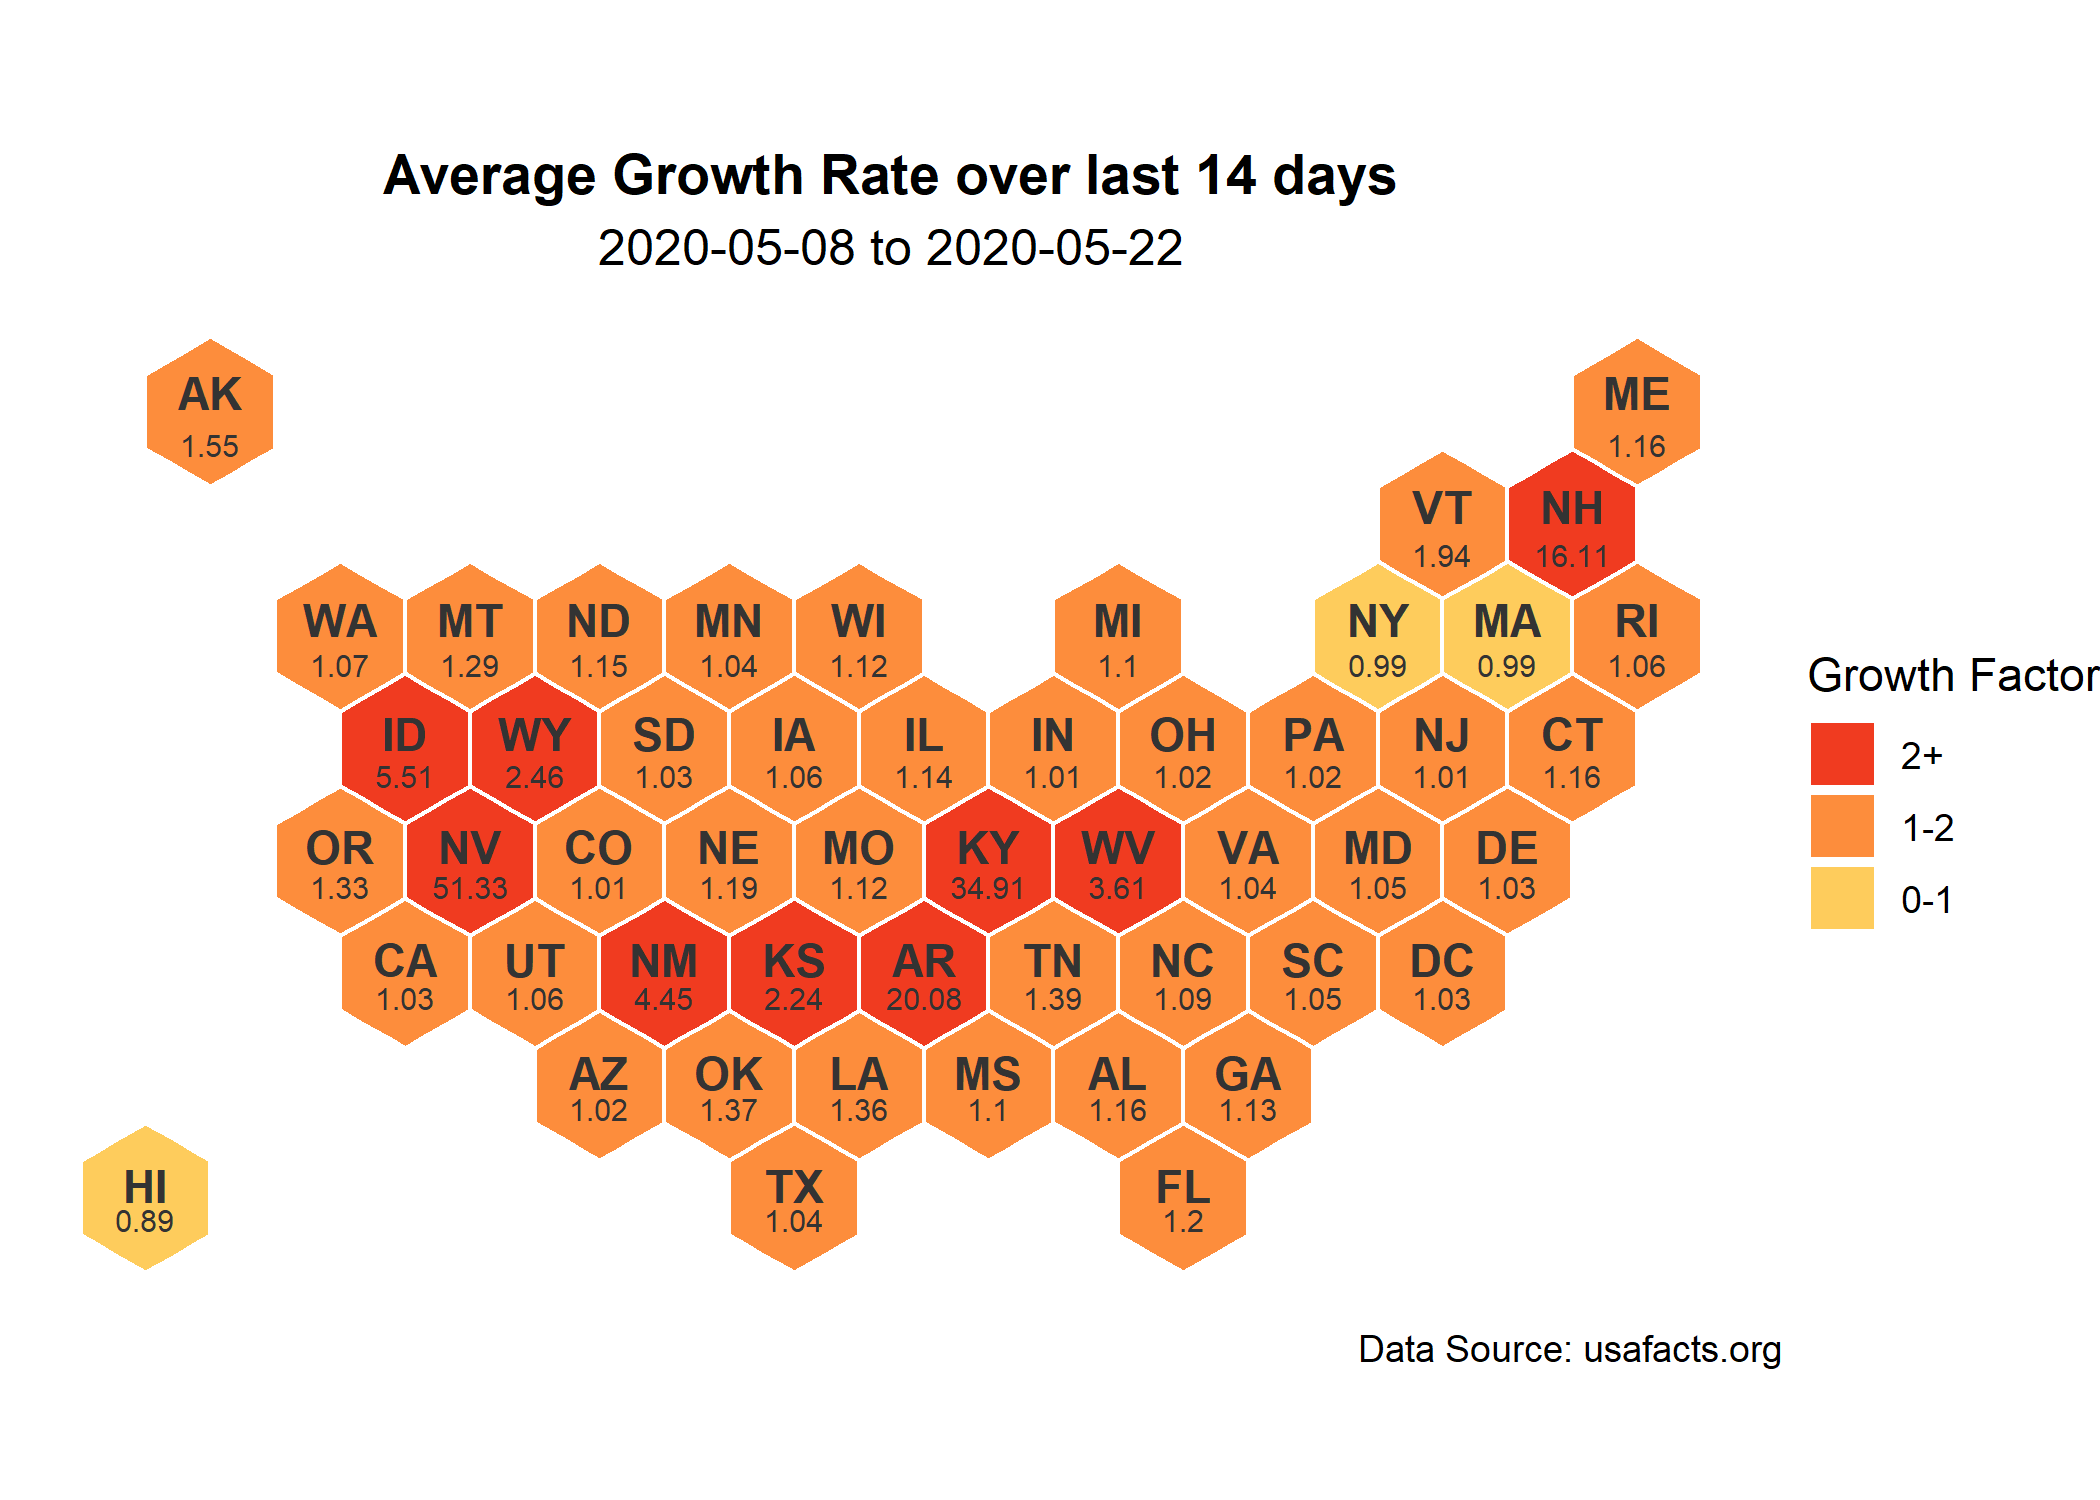 Average Growth Rate over last 14 days
2020-05-08 to 2020-05-22
AK
1.55
ME
1.16
VT
1.94
NH
16.11
WA
1.07
MT
1.29
ND
1.15
MN
1.04
WI
1.12
MI
1.1
NY
0.99
MA
0.99
RI
1.06
ID
5.51
WY
2.46
SD
1.03
IA
1.06
IL
1.14
IN
1.01
OH
1.02
PA
1.02
NJ
1.01
CT
1.16
OR
1.33
NV
51.33
CO
1.01
NE
1.19
MO
1.12
KY
34.91
WV
3.61
VA
1.04
MD
1.05
DE
1.03
CA
1.03
UT
1.06
NM
4.45
KS
2.24
AR
20.08
TN
1.39
NC
1.09
SC
1.05
DC
1.03
AZ
1.02
OK
1.37
LA
1.36
MS
1.1
AL
1.16
GA
1.13
HI
0.89
TX
1.04
FL
1.2
Growth Factor
2+
1-2
0-1
Data Source: usafacts.org